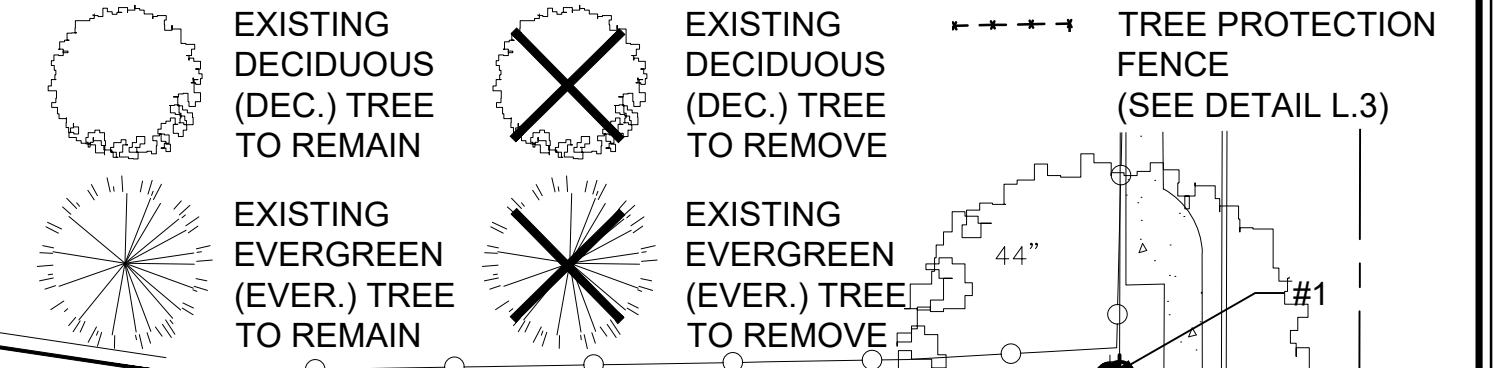 EXISTING
DECIDUOUS
(DEC.) TREE
TO REMAIN
EXISTING
DECIDUOUS
(DEC.) TREE
TO REMOVE
TREE PROTECTION
FENCE
(SEE DETAIL L.3)
EXISTING
EVERGREEN
(EVER.) TREE
TO REMAIN
EXISTING
EVERGREEN
(EVER.) TREE
TO REMOVE
44”
#1